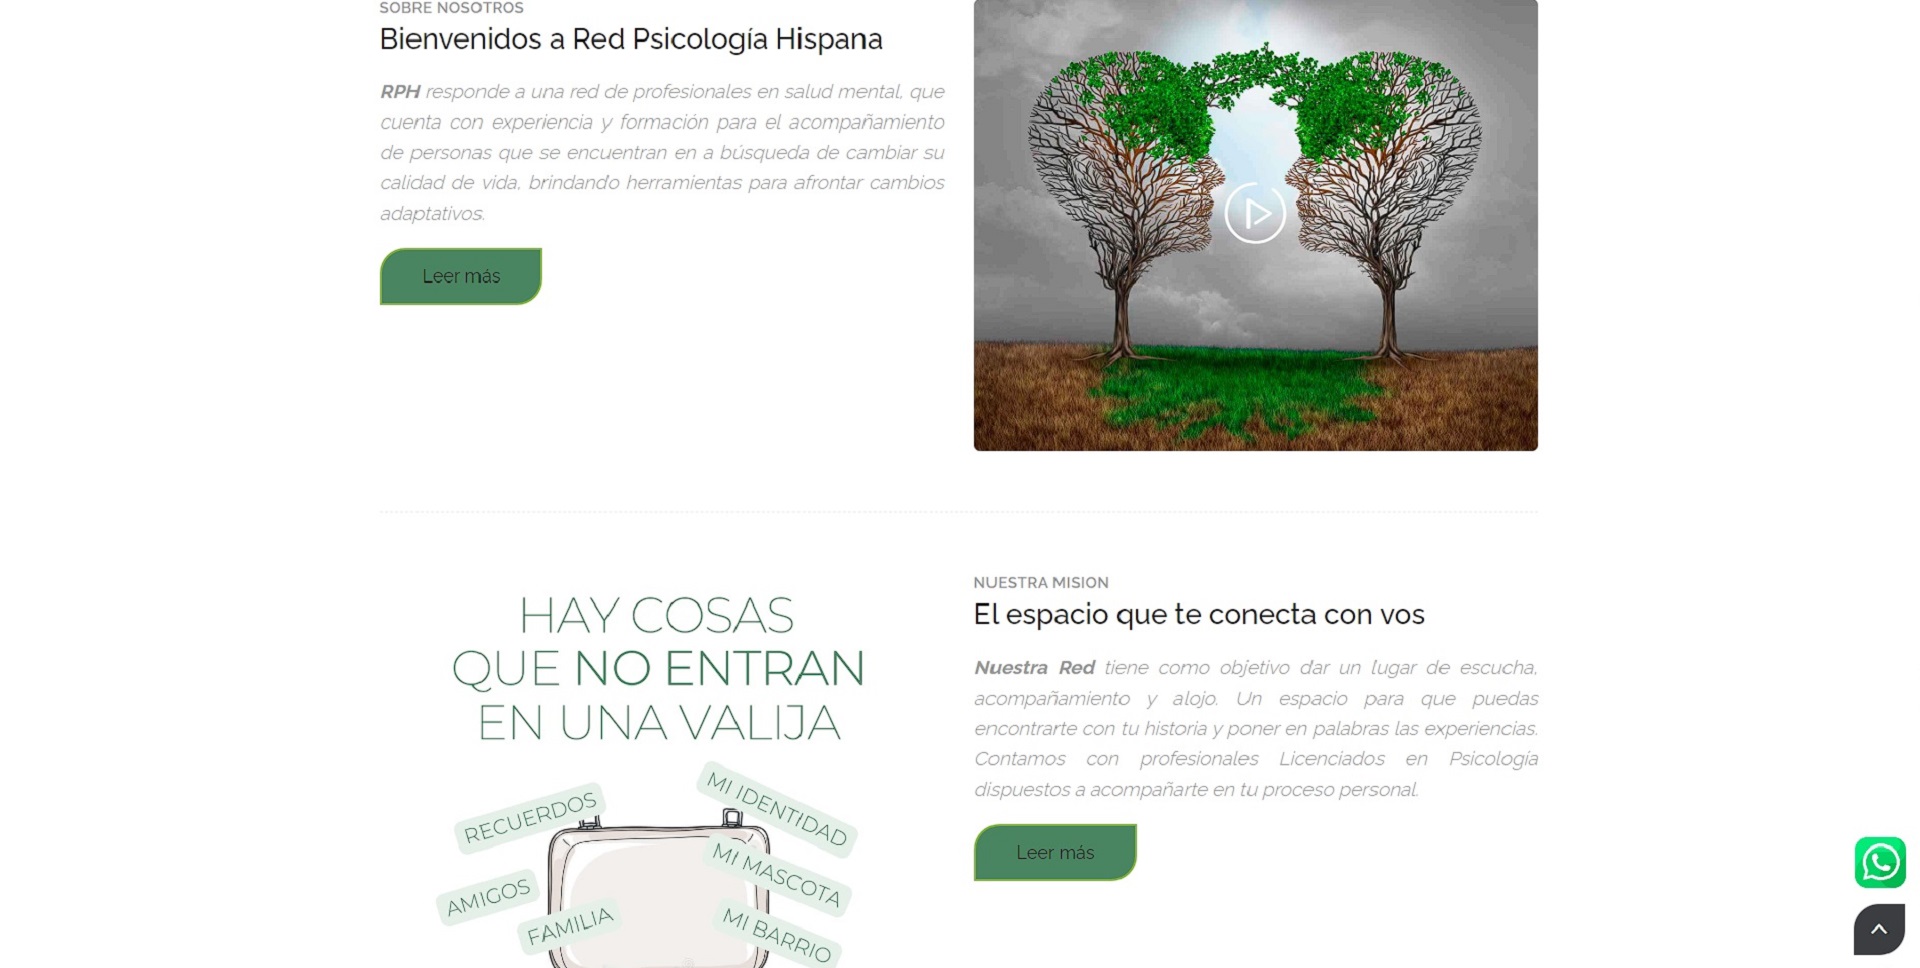 SOBRE NOSOTROS
Bienvenidos a Red Psicología Hispana
RPH responde a una red de profesionales en salud mental, que
cuenta con experiencia y formación para el acompañamiento
de personas que se encuentran en a búsqueda de cambiar su
calidad de vida, brindando herramientas para afrontar cambios
adaptativos.
Leer más
HAY COSAS
QUE NO ENTRAN
EN UNA VALIJA
RECUERDOS
MI IDENTIDAD
MI MASCOTA
AMIGOS
FAMILIA
MI BARRIO
NUESTRA MISION
El espacio que te conecta con vos
Nuestra Red tiene como objetivo dar un lugar de escucha,
acompañamiento y alojo. Un espacio para que puedas
encontrarte con tu historia y poner en palabras las experiencias.
Contamos con profesionales Licenciados en Psicología
dispuestos a acompañarte en tu proceso personal.
Leer más